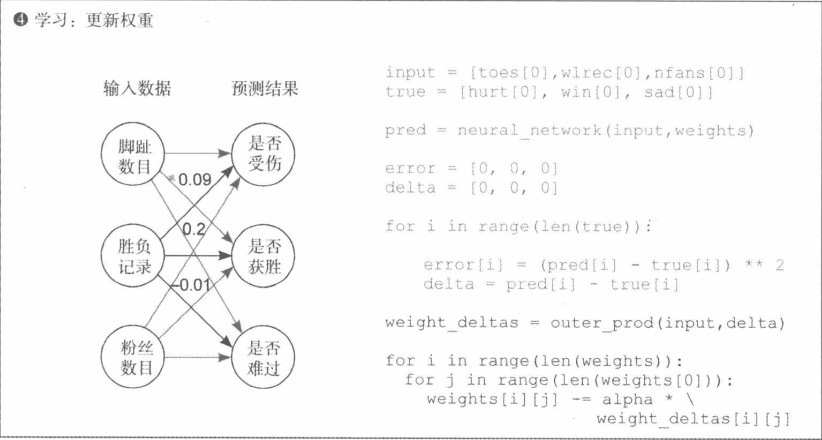 ❹ 学习：更新权重
输入数据
预测结果
脚趾
数目
是否
受伤
0.09
胜负
记录
0.2
是否
获胜
-0.01
粉丝
数目
是否
难过
input = [toes[0],wlrec[0],nfans[0]]
true = [hurt[0], win[0], sad[0]]
pred = neural_network(input,weights)
error = [0, 0, 0]
delta = [0, 0, 0]
for i in range(len(true)):
error[i] = (pred[i] - true[i]) ** 2
delta = pred[i] - true[i]
weight_deltas = outer_prod(input,delta)
for i in range(len(weights)):
for j in range(len(weights[0])):
weights[i][j] -= alpha * \
weight_deltas[i][j]